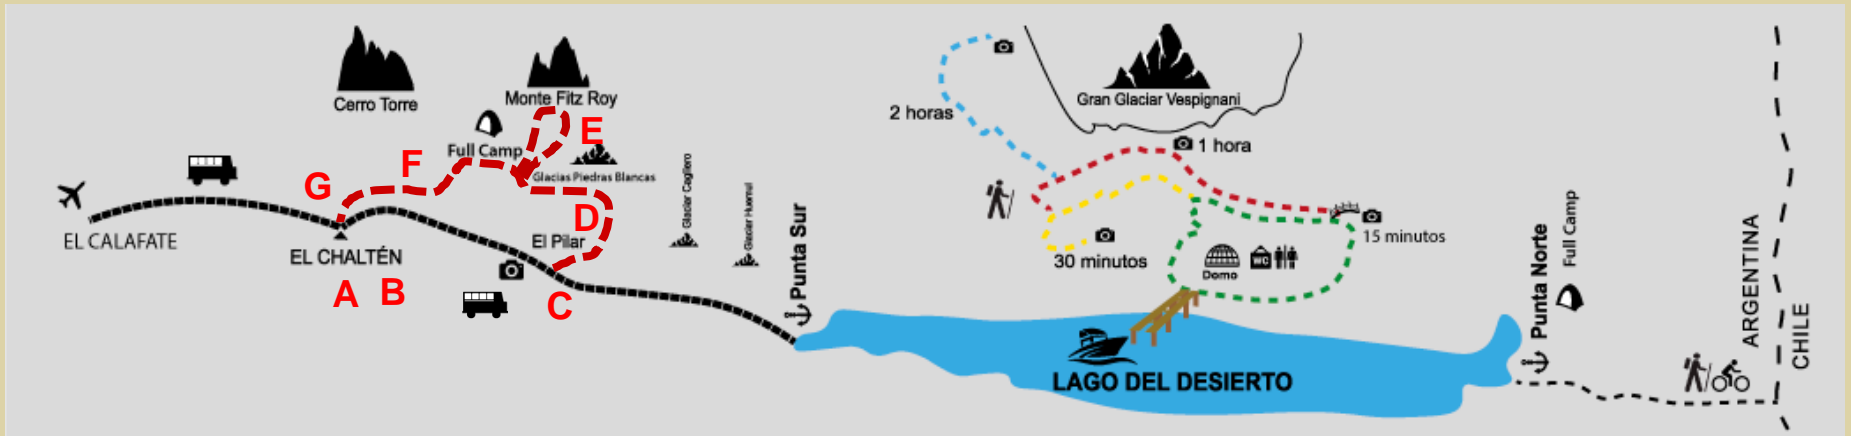 Cerro Torre
Monte Fitz Roy
E
Full Camp
F
G
Glacias Piedras Blancas
D
EL CALAFATE
EL CHALTÉN
A B
El Pilar
C
Glaciar Cagliero
Glaciar Huemul
Punta Sur
2 horas
Gran Glaciar Vespignani
1 hora
30 minutos
Domo
WC
15 minutos
LAGO DEL DESIERTO
Punta Norte
Full Camp
ARGENTINA
CHILE